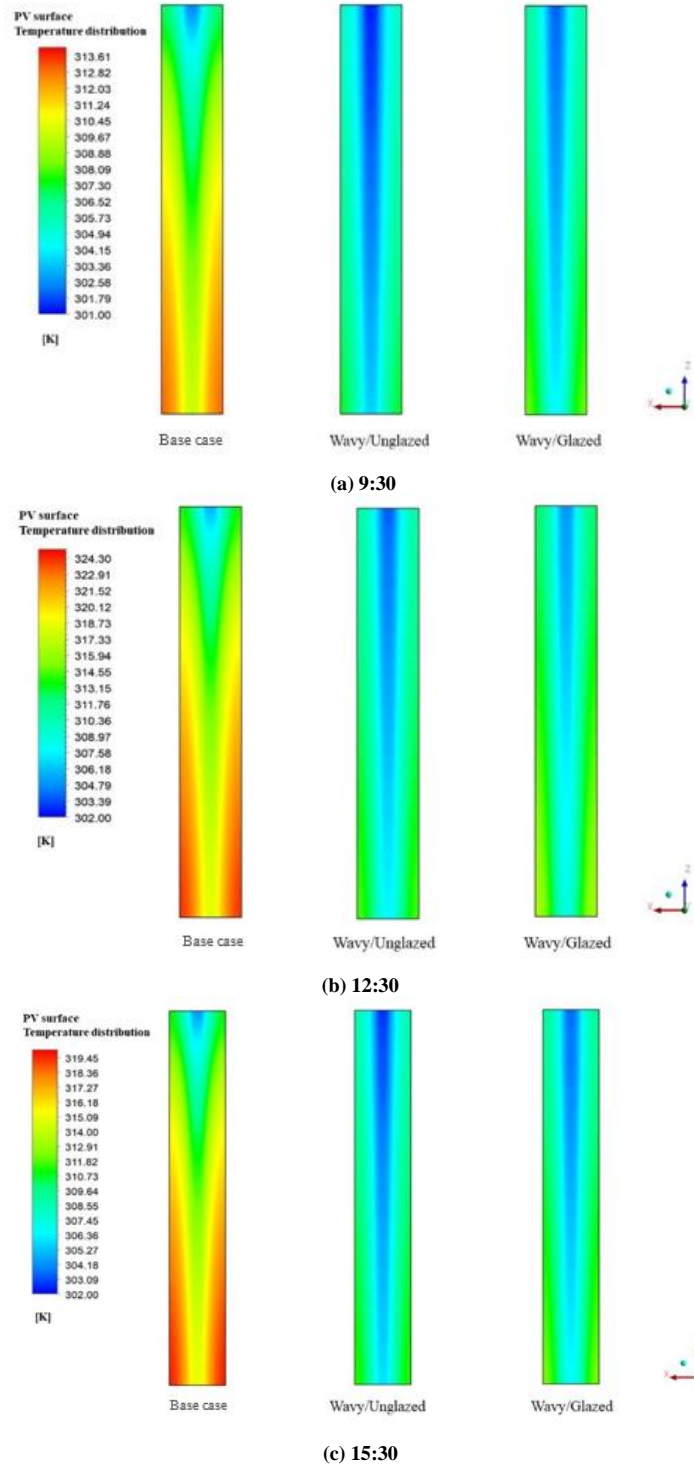 PV surface
Temperature distribution
313.61
312.82
312.03
311.24
310.45
309.67
308.88
308.09
307.30
306.52
305.73
304.94
304.15
303.36
302.58
301.79
301.00
[K]
Z
X
Base case
Wavy/Unglazed
Wavy/Glazed
(a) 9:30
PV surface
Temperature distribution
324.30
322.91
321.52
320.12
318.73
317.33
315.94
314.55
313.15
311.76
310.36
308.97
307.58
306.18
304.79
303.39
302.00
[K]
Z
X
Base case
Wavy/Unglazed
Wavy/Glazed
(b) 12:30
PV surface
Temperature distribution
319.45
318.36
317.27
316.18
315.09
314.00
312.91
311.82
310.73
309.64
308.55
307.45
306.36
305.27
304.18
303.09
302.00
[K]
X
Base case
Wavy/Unglazed
Wavy/Glazed
(c) 15:30